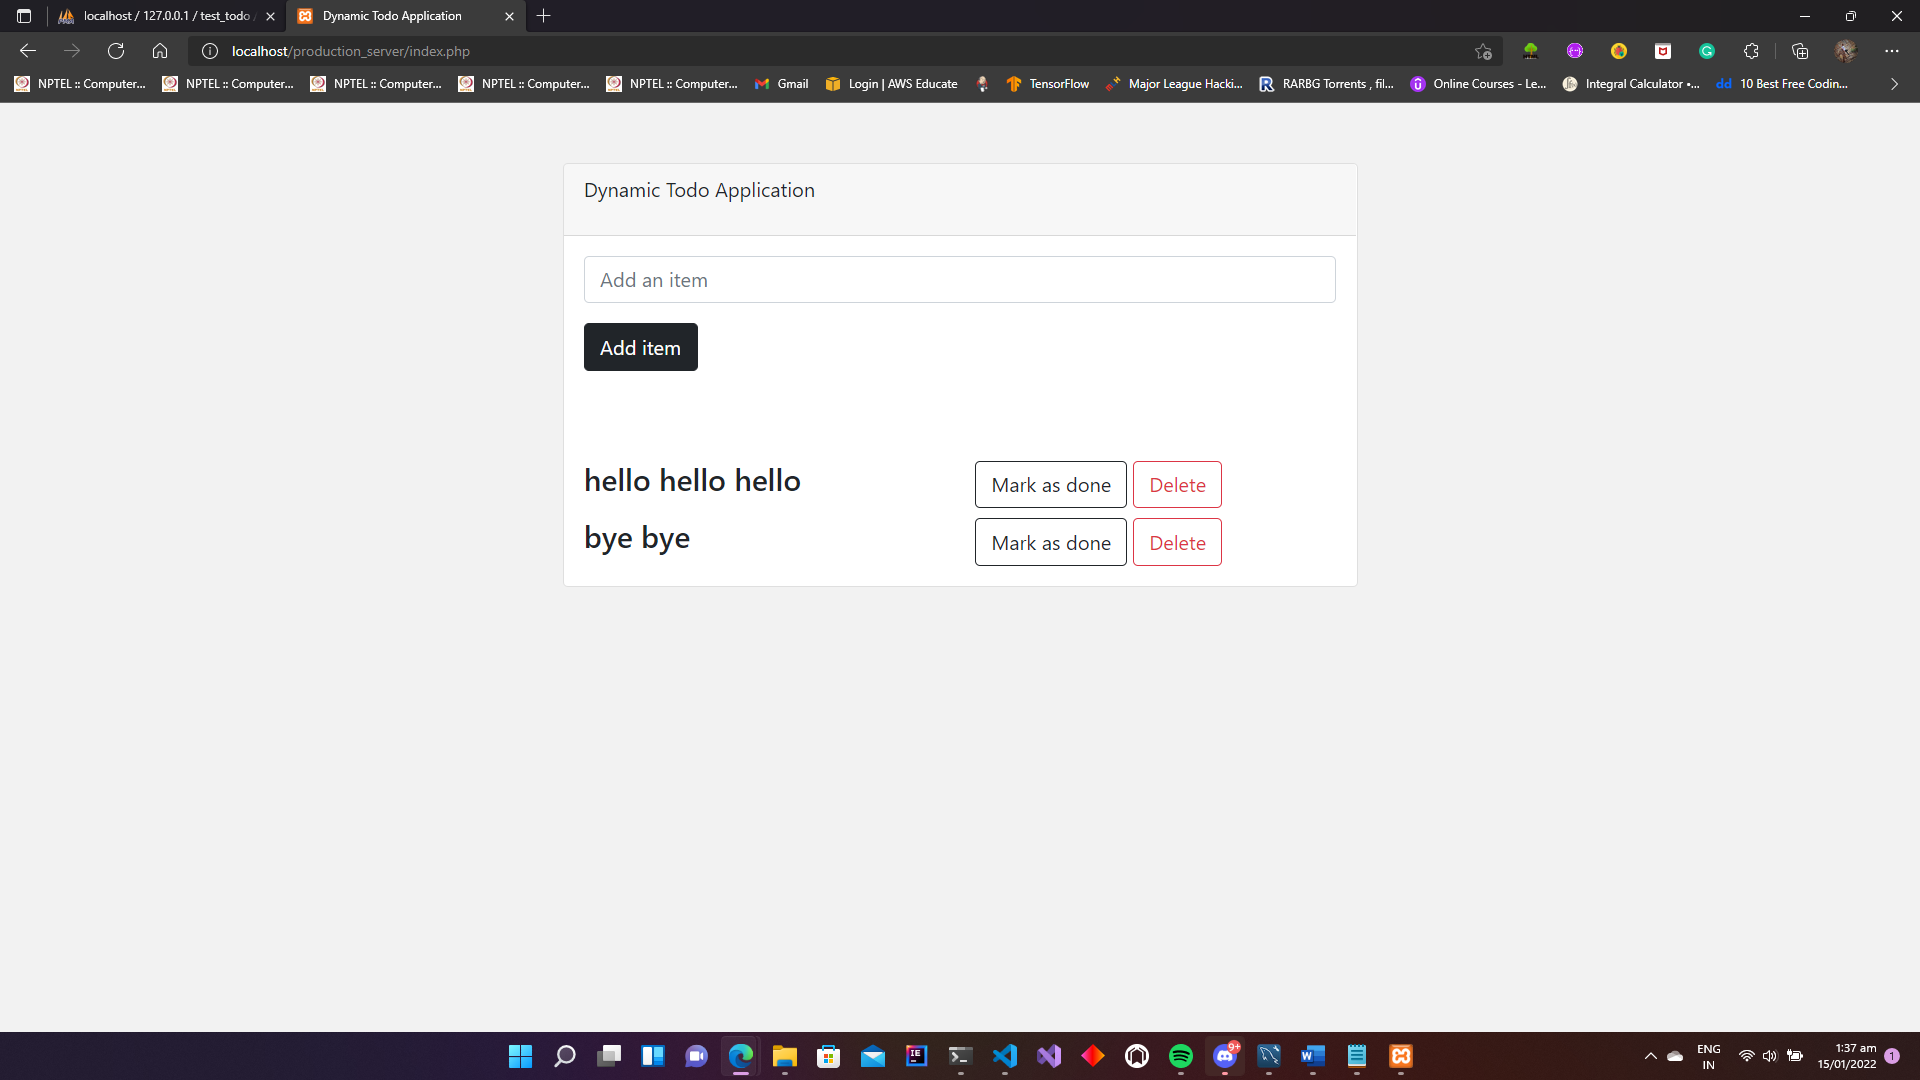 localhost / 127.0.0.1 / test_todo
Dynamic Todo Application
localhost/production_server/index.php
NPTEL :: Computer... NPTEL :: Computer... NPTEL :: Computer... NPTEL :: Computer... NPTEL :: Computer... Gmail Login | AWS Educate TensorFlow Major League Hacki... RARBG Torrents , fil... Online Courses - Le... Integral Calculator •... 10 Best Free Codin...
Dynamic Todo Application
Add an item
Add item
hello hello hello Mark as done Delete
bye bye Mark as done Delete
9+
ENG
IN
1:37 am
15/01/2022
1